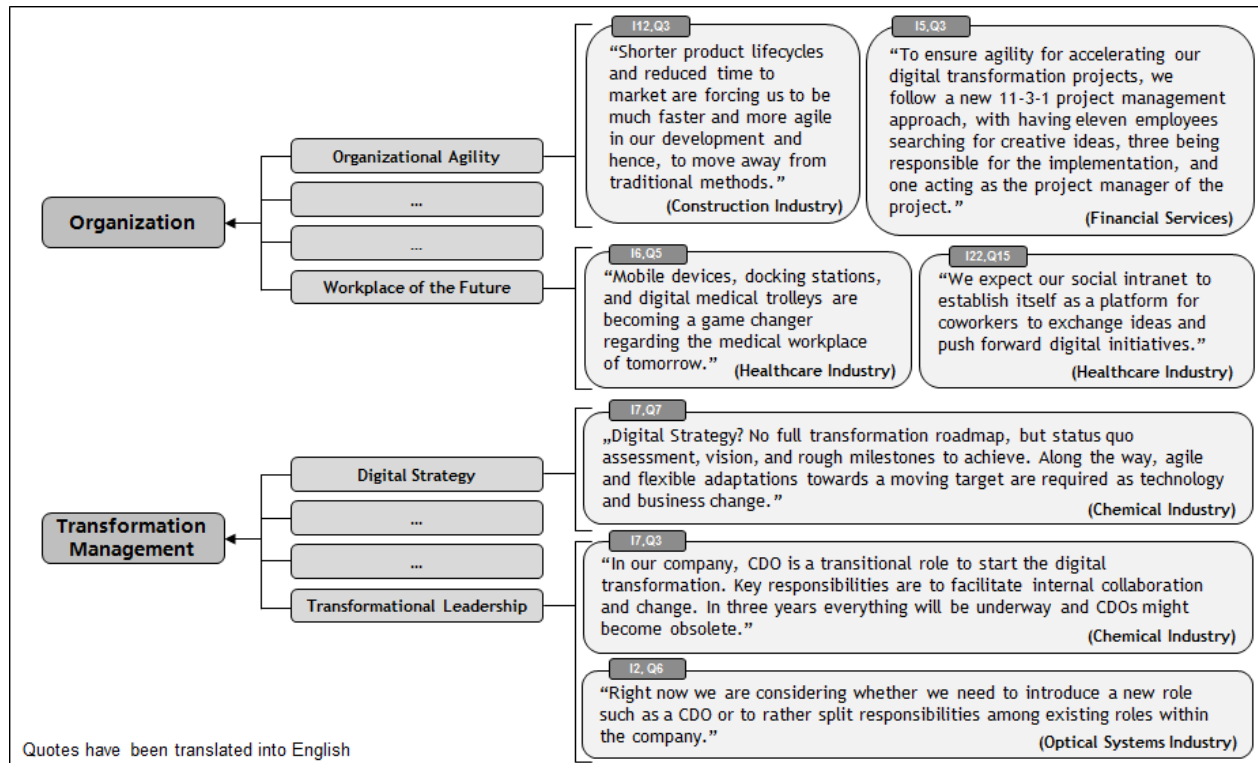 Organization
Organizational Agility
...
...
Workplace of the Future
I12,Q3
“Shorter product lifecycles
and reduced time to
market are forcing us to be
much faster and more agile
in our development and
hence, to move away from
traditional methods.”
(Construction Industry)
I5,Q3
“To ensure agility for accelerating our
digital transformation projects, we
follow a new 11-3-1 project management
approach, with having eleven employees
searching for creative ideas, three being
responsible for the implementation, and
one acting as the project manager of the
project.”
(Financial Services)
I6,Q5
“Mobile devices, docking stations,
and digital medical trolleys are
becoming a game changer
regarding the medical workplace
of tomorrow.”
(Healthcare Industry)
I22,Q15
“We expect our social intranet to
establish itself as a platform for
coworkers to exchange ideas and
push forward digital initiatives.”
(Healthcare Industry)
Transformation
Management
Digital Strategy
...
...
Transformational Leadership
I7,Q7
„Digital Strategy? No full transformation roadmap, but status quo
assessment, vision, and rough milestones to achieve. Along the way, agile
and flexible adaptations towards a moving target are required as technology
and business change.”
(Chemical Industry)
I7,Q3
“In our company, CDO is a transitional role to start the digital
transformation. Key responsibilities are to facilitate internal collaboration
and change. In three years everything will be underway and CDOs might
become obsolete.”
(Chemical Industry)
I2, Q6
“Right now we are considering whether we need to introduce a new role
such as a CDO or to rather split responsibilities among existing roles within
the company.”
(Optical Systems Industry)
Quotes have been translated into English